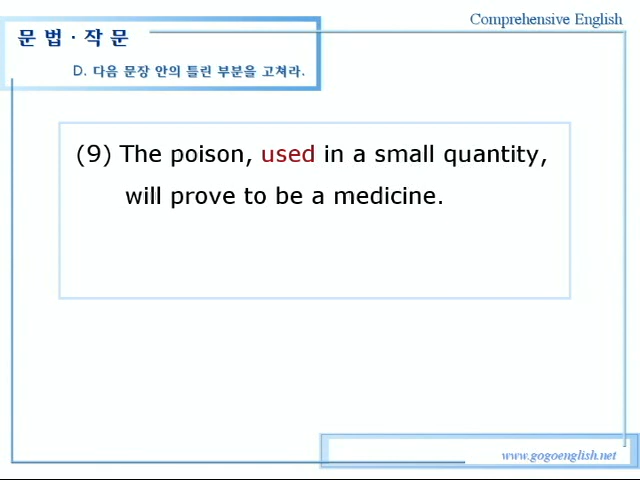 Comprehensive English
문 법 · 작 문
D. 다음 문장 안의 틀린 부분을 고쳐라.
(9) The poison, used in a small quantity,
will prove to be a medicine.
www.gogoenglish.net